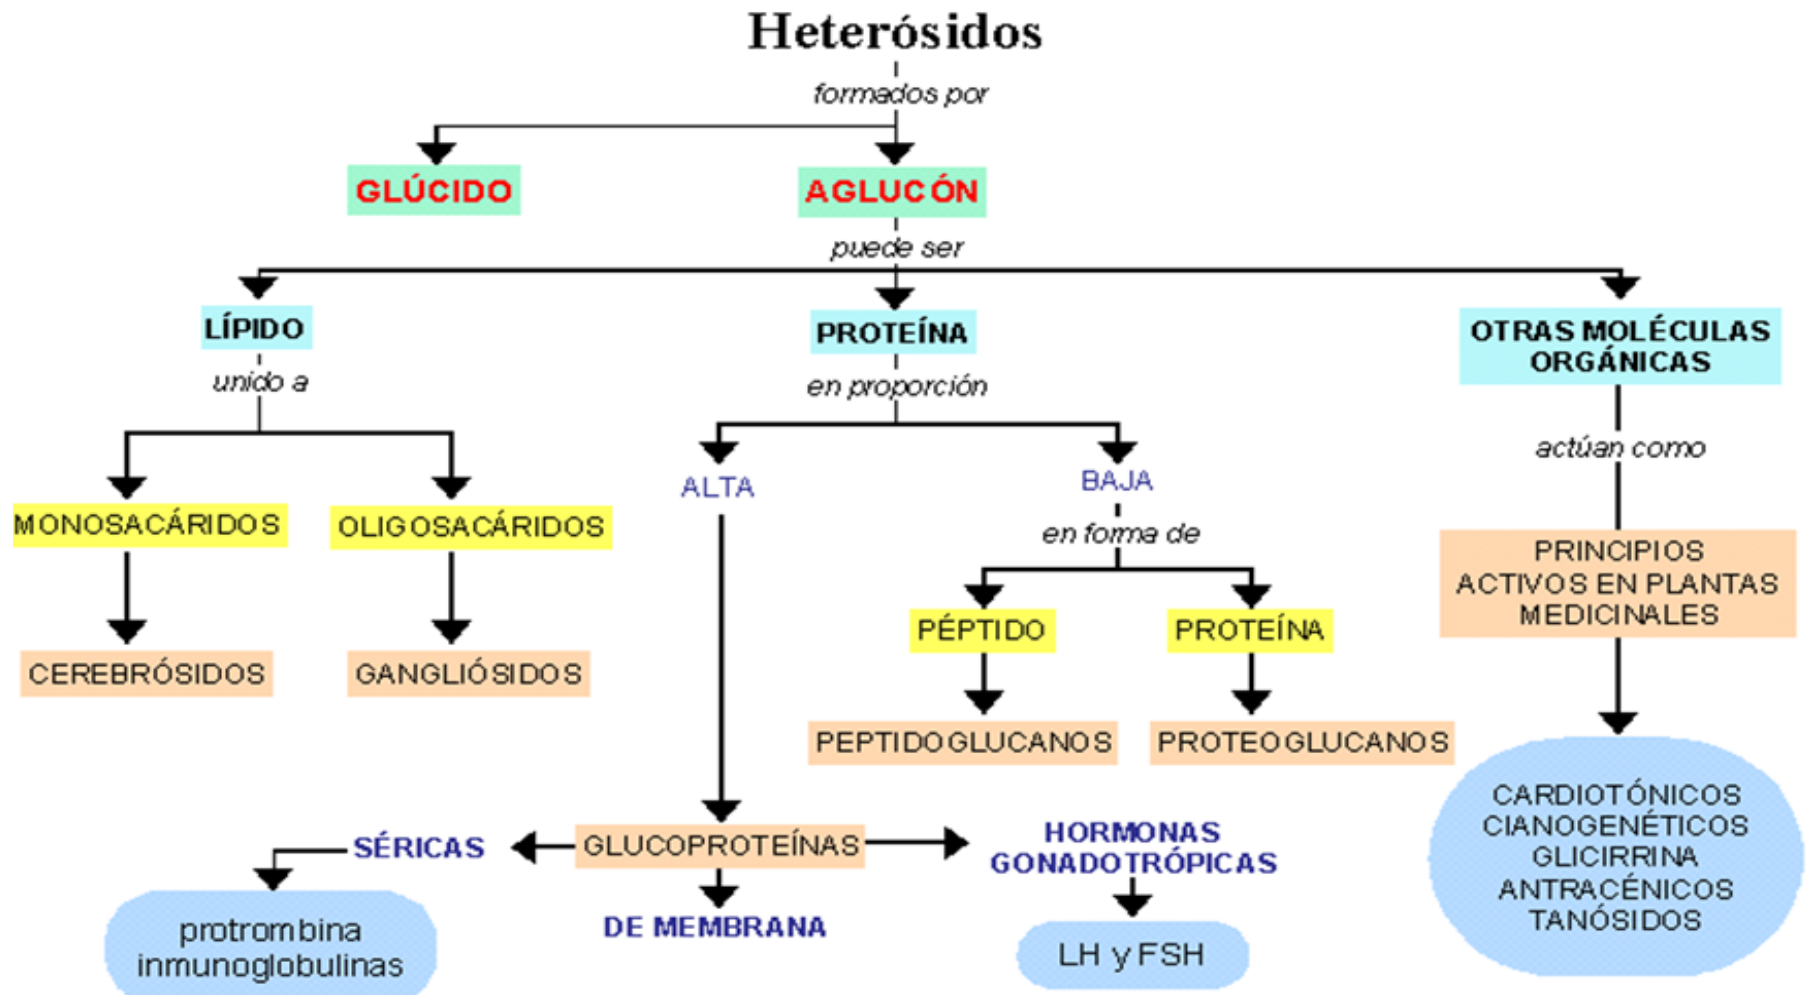 Heterósidos
formados por
GLÚCIDO
AGLUCÓN
puede ser
LÍPIDO
PROTEÍNA
OTRAS MOLÉCULAS
ORGÁNICAS
unido a
en proporción
actúan como
ALTA
BAJA
MONOSACÁRIDOS
OLIGOSACÁRIDOS
en forma de
PRINCIPIOS
ACTIVOS EN PLANTAS
MEDICINALES
PÉPTIDO
PROTEÍNA
CEREBRÓSIDOS
GANGLIÓSIDOS
PEPTIDOGLUCANOS
PROTEOGLUCANOS
CARDIOTÓNICOS
CIANOGENÉTICOS
GLICIRRINA
ANTRACÉNICOS
TANÓSIDOS
SÉRICAS
GLUCOPROTEÍNAS
HORMONAS
GONADOTRÓPICAS
DE MEMBRANA
protrombina
inmunoglobulinas
LH y FSH